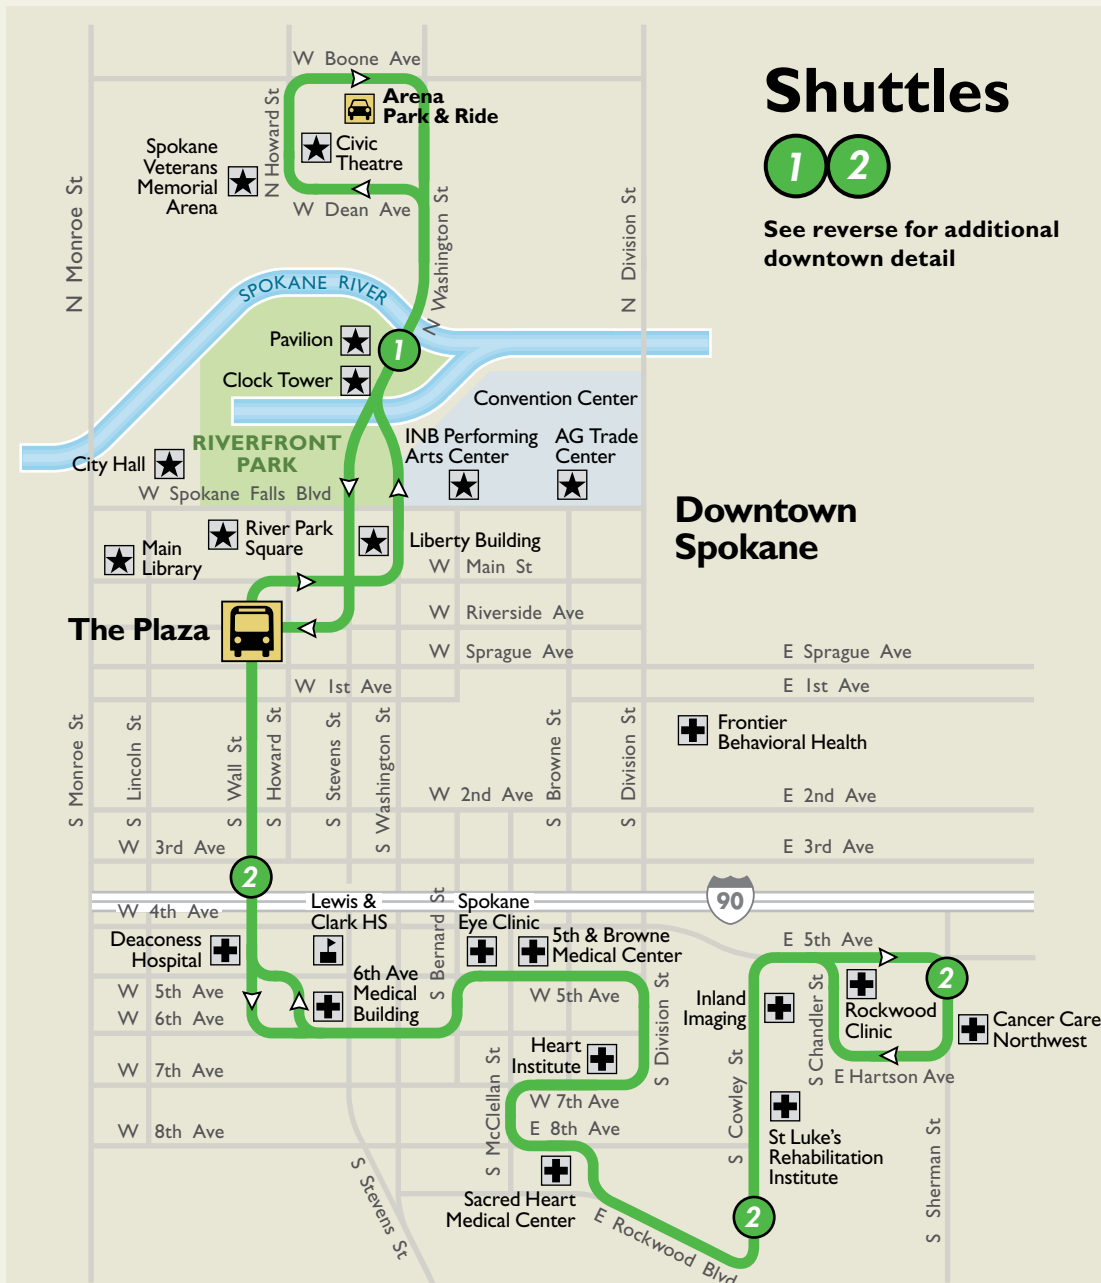 Shuttles
1 2
See reverse for additional
downtown detail
W Boone Ave
Arena
Park & Ride
N Howard St
Civic
Theatre
Spokane
Veterans
Memorial
Arena
W Dean Ave
N Monroe St
N Washington St
N Division St
SPOKANE RIVER
Pavilion
1
Clock Tower
Convention Center
RIVERFRONT
PARK
INB Performing
Arts Center
AG Trade
Center
City Hall
W Spokane Falls Blvd
Downtown
Spokane
River Park
Square
Liberty Building
Main
Library
W Main St
The Plaza
W Riverside Ave
W Sprague Ave
E Sprague Ave
W 1st Ave
E 1st Ave
S Monroe St
S Lincoln St
S Wall St
S Howard St
S Stevens St
S Washington St
S Browne St
S Division St
Frontier
Behavioral Health
W 2nd Ave
E 2nd Ave
W 3rd Ave
E 3rd Ave
2
90
W 4th Ave
Lewis &
Clark HS
S Bernard St
Spokane
Eye Clinic
5th & Browne
Medical Center
Deaconess
Hospital
E 5th Ave
6th Ave
Medical
Building
W 5th Ave
W 5th Ave
W 6th Ave
S Division St
Inland
Imaging
S Chandler St
Rockwood
Clinic
2
Cancer Care
Northwest
Heart
Institute
W 7th Ave
W 7th Ave
E Hartson Ave
S McClellan St
S Cowley St
E 8th Ave
W 8th Ave
St Luke's
Rehabilitation
Institute
S Sherman St
S Stevens St
Sacred Heart
Medical Center
E Rockwood Blvd
2